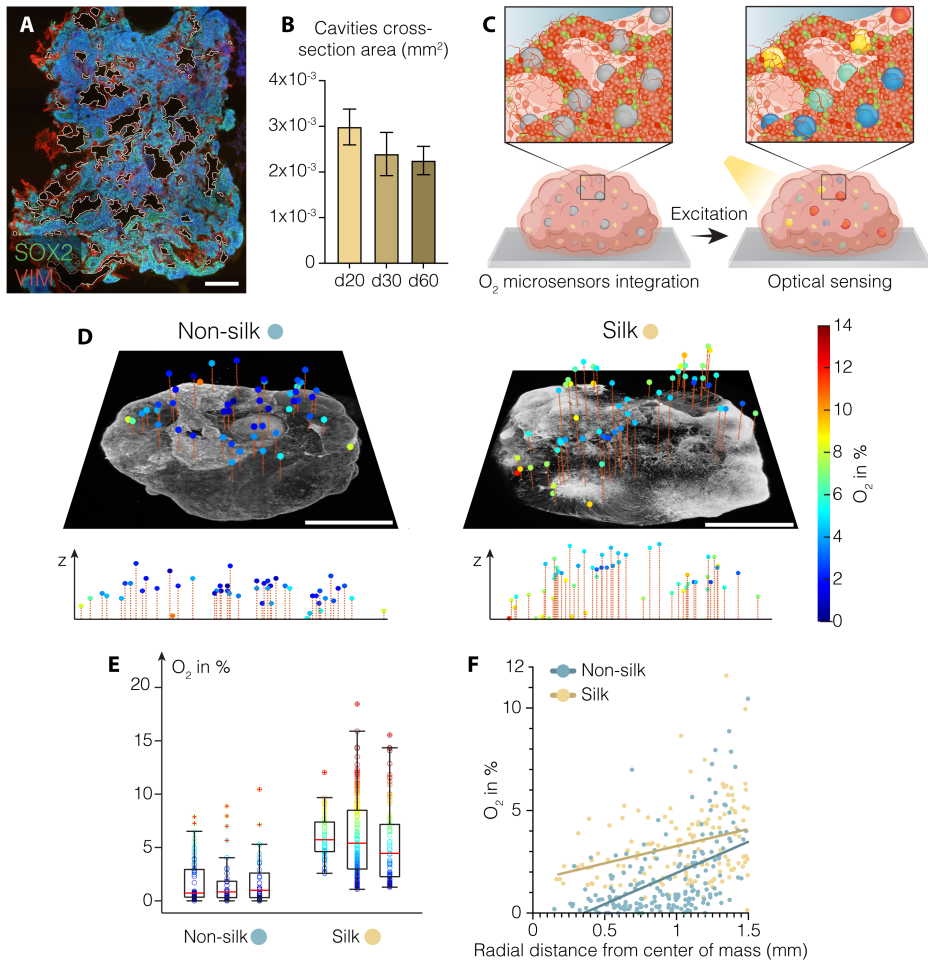 A
SOX2
VIM
B
Cavities cross-
section area (mm²)
4x10⁻³
3x10⁻³
2x10⁻³
1x10⁻³
0
d20 d30 d60
C
Excitation
O₂ microsensors integration
Optical sensing
D
Non-silk
Silk
14
12
10
8
6
4
2
0
O₂ in %
z
z
E
O₂ in %
20
15
10
5
0
Non-silk
Silk
F
Non-silk
Silk
12
10
5
0
O₂ in %
0 0.5 1 1.5
Radial distance from center of mass (mm)